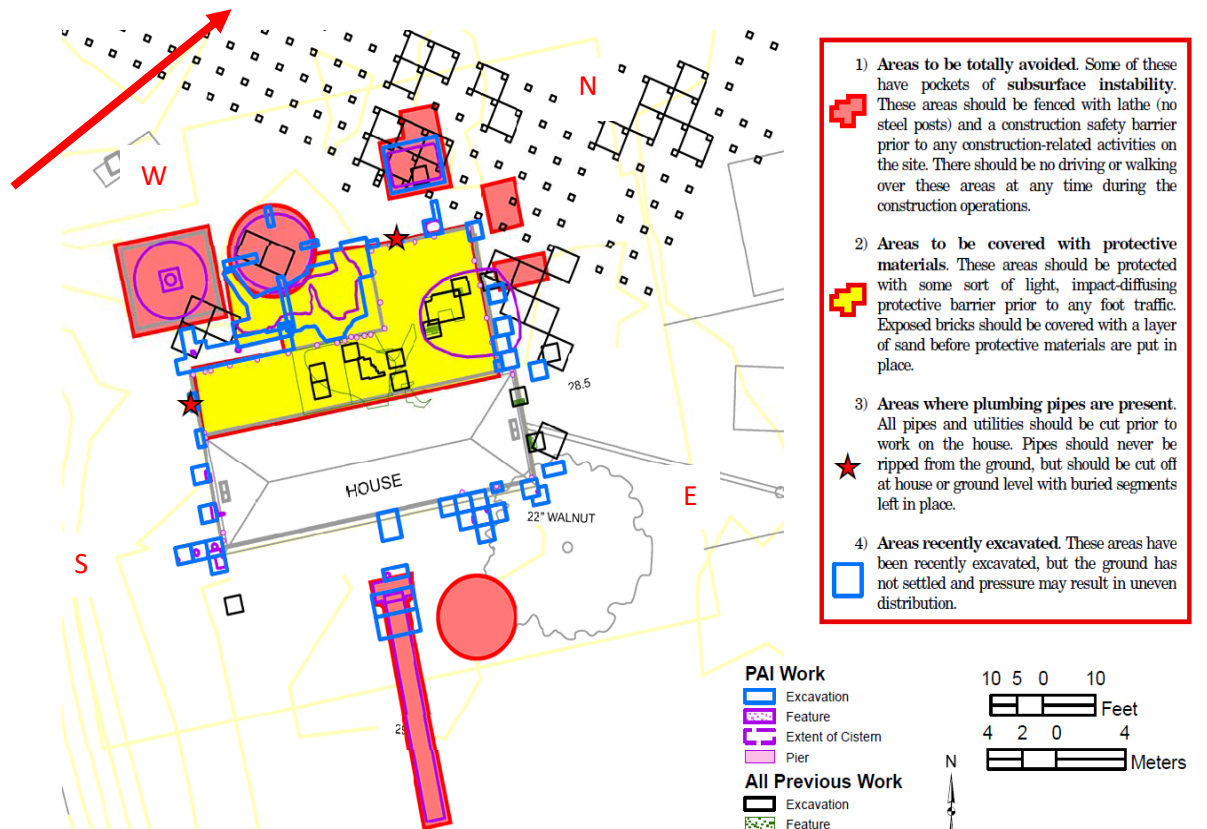 N
W
28.5
HOUSE
E
22" WALNUT
S
1) Areas to be totally avoided. Some of these
have pockets of subsurface instability.
These areas should be fenced with lathe (no
steel posts) and a construction safety barrier
prior to any construction-related activities on
the site. There should be no driving or walking
over these areas at any time during the
construction operations.
2) Areas to be covered with protective
materials. These areas should be protected
with some sort of light, impact-diffusing
protective barrier prior to any foot traffic.
Exposed bricks should be covered with a layer
of sand before protective materials are put in
place.
3) Areas where plumbing pipes are present.
All pipes and utilities should be cut prior to
work on the house. Pipes should never be
ripped from the ground, but should be cut off
at house or ground level with buried segments
left in place.
4) Areas recently excavated. These areas have
been recently excavated, but the ground has
not settled and pressure may result in uneven
distribution.
PAI Work
Excavation
Feature
Extent of Cistern
Pier
All Previous Work
Excavation
Feature
10 5 0 10
Feet
4 2 0 4
Meters
N